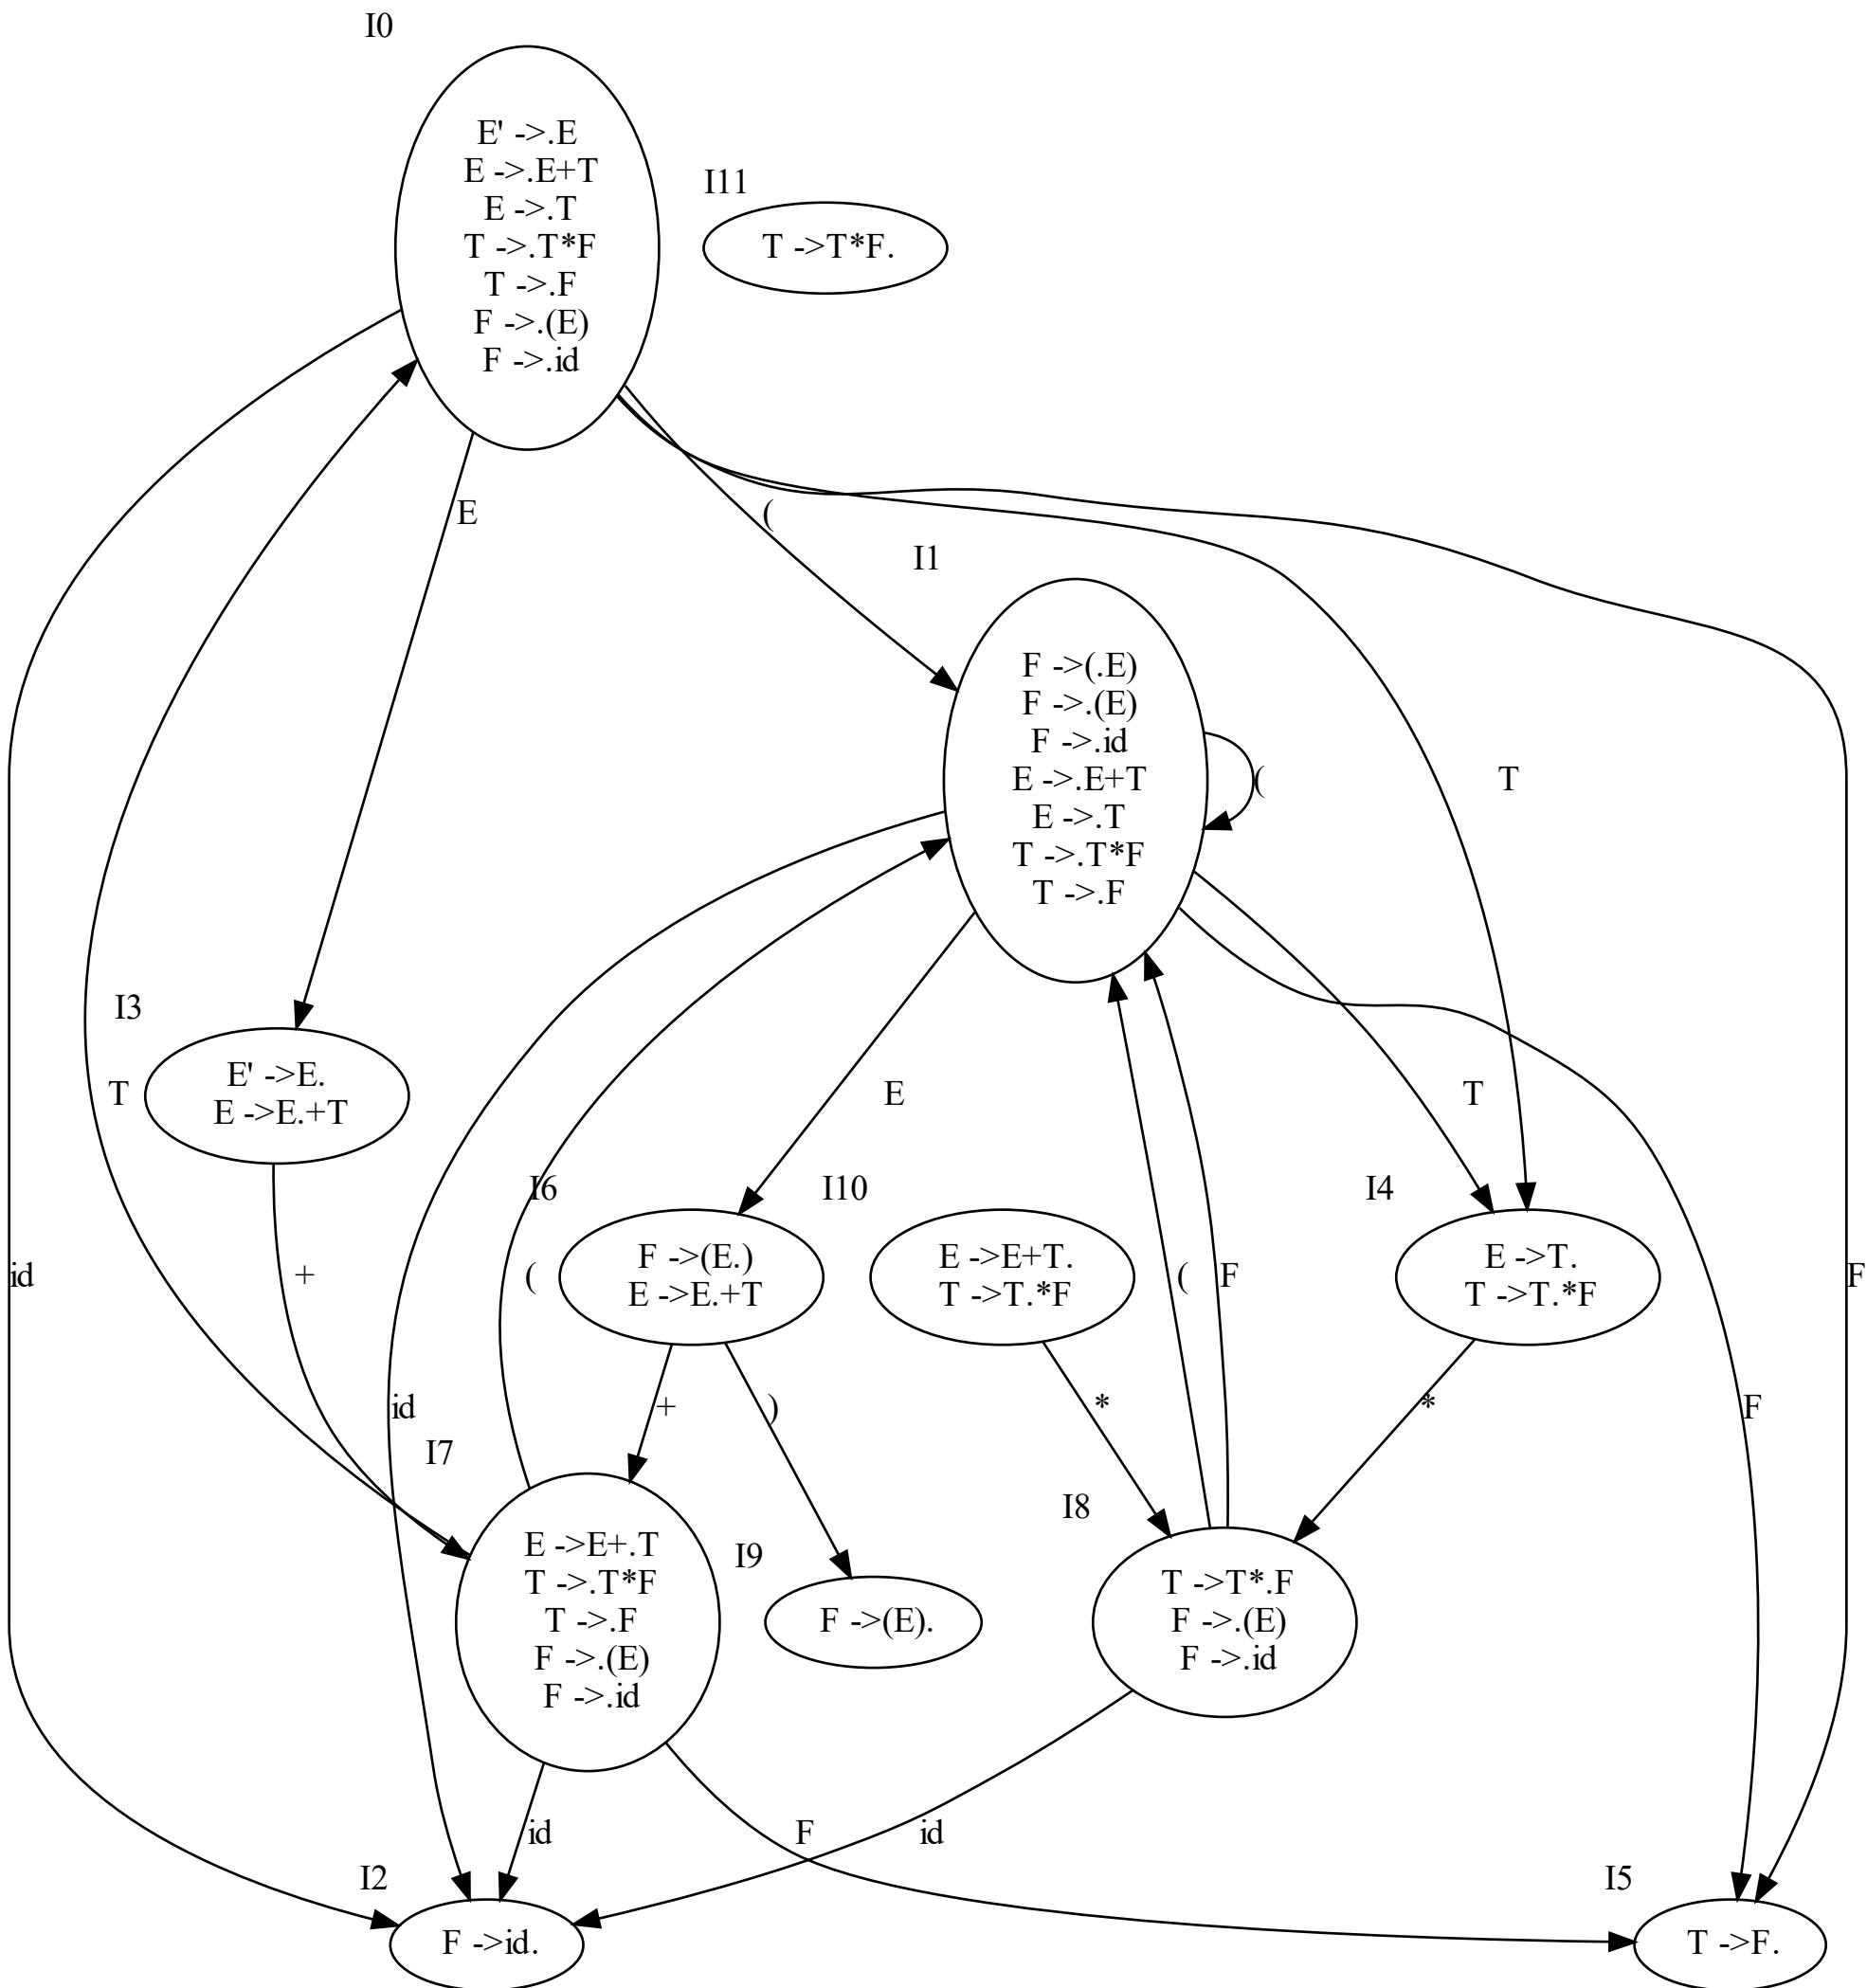 I0
E' ->.E
E ->.E+T
E ->.T
T ->.T*F
T ->.F
F ->.(E)
F ->.id
I11
T ->T*F.
E
(
I1
F ->(.E)
F ->.(E)
F ->.id
E ->.E+T
E ->.T
T ->.T*F
T ->.F
(
T
I3
T
E' ->E.
E ->E.+T
E
T
I6
I10
I4
F ->(E.)
E ->E.+T
E ->E+T.
T ->T.*F
E ->T.
T ->T.*F
id
+
(
(
F
F
id
+
)
*
*
F
I7
I8
I9
E ->E+.T
T ->.T*F
T ->.F
F ->.(E)
F ->.id
F ->(E).
T ->T*.F
F ->.(E)
F ->.id
id
F
id
I2
F ->id.
I5
T ->F.